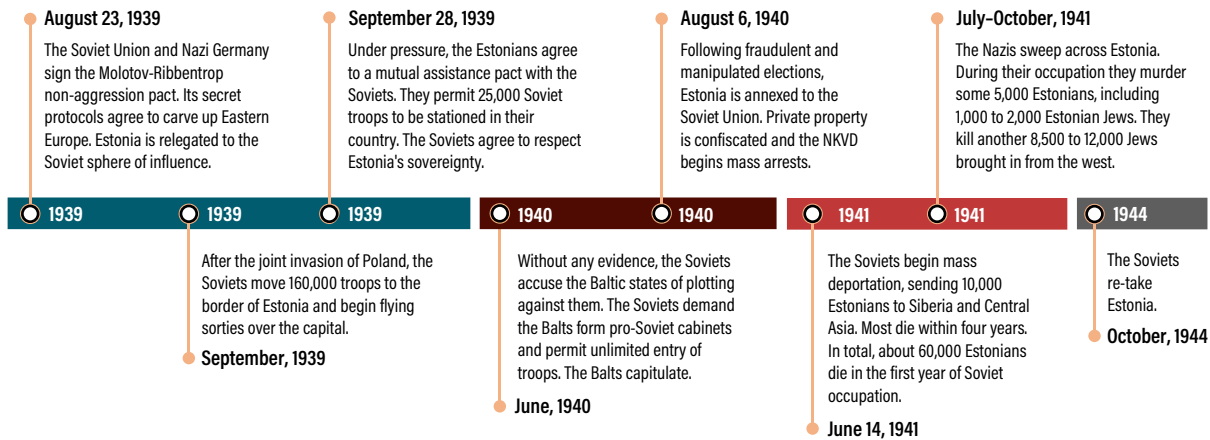 August 23, 1939
The Soviet Union and Nazi Germany
sign the Molotov-Ribbentrop
non-aggression pact. Its secret
protocols agree to carve up Eastern
Europe. Estonia is relegated to the
Soviet sphere of influence.
September 28, 1939
Under pressure, the Estonians agree
to a mutual assistance pact with the
Soviets. They permit 25,000 Soviet
troops to be stationed in their
country. The Soviets agree to respect
Estonia's sovereignty.
August 6, 1940
Following fraudulent and
manipulated elections,
Estonia is annexed to the
Soviet Union. Private property
is confiscated and the NKVD
begins mass arrests.
July–October, 1941
The Nazis sweep across Estonia.
During their occupation they murder
some 5,000 Estonians, including
1,000 to 2,000 Estonian Jews. They
kill another 8,500 to 12,000 Jews
brought in from the west.
1939
1939
1939
1940
1940
1941
1941
1944
After the joint invasion of Poland, the
Soviets move 160,000 troops to the
border of Estonia and begin flying
sorties over the capital.
September, 1939
Without any evidence, the Soviets
accuse the Baltic states of plotting
against them. The Soviets demand
the Balts form pro-Soviet cabinets
and permit unlimited entry of
troops. The Balts capitulate.
June, 1940
The Soviets begin mass
deportation, sending 10,000
Estonians to Siberia and Central
Asia. Most die within four years.
In total, about 60,000 Estonians
die in the first year of Soviet
occupation.
June 14, 1941
The Soviets
re-take
Estonia.
October, 1944